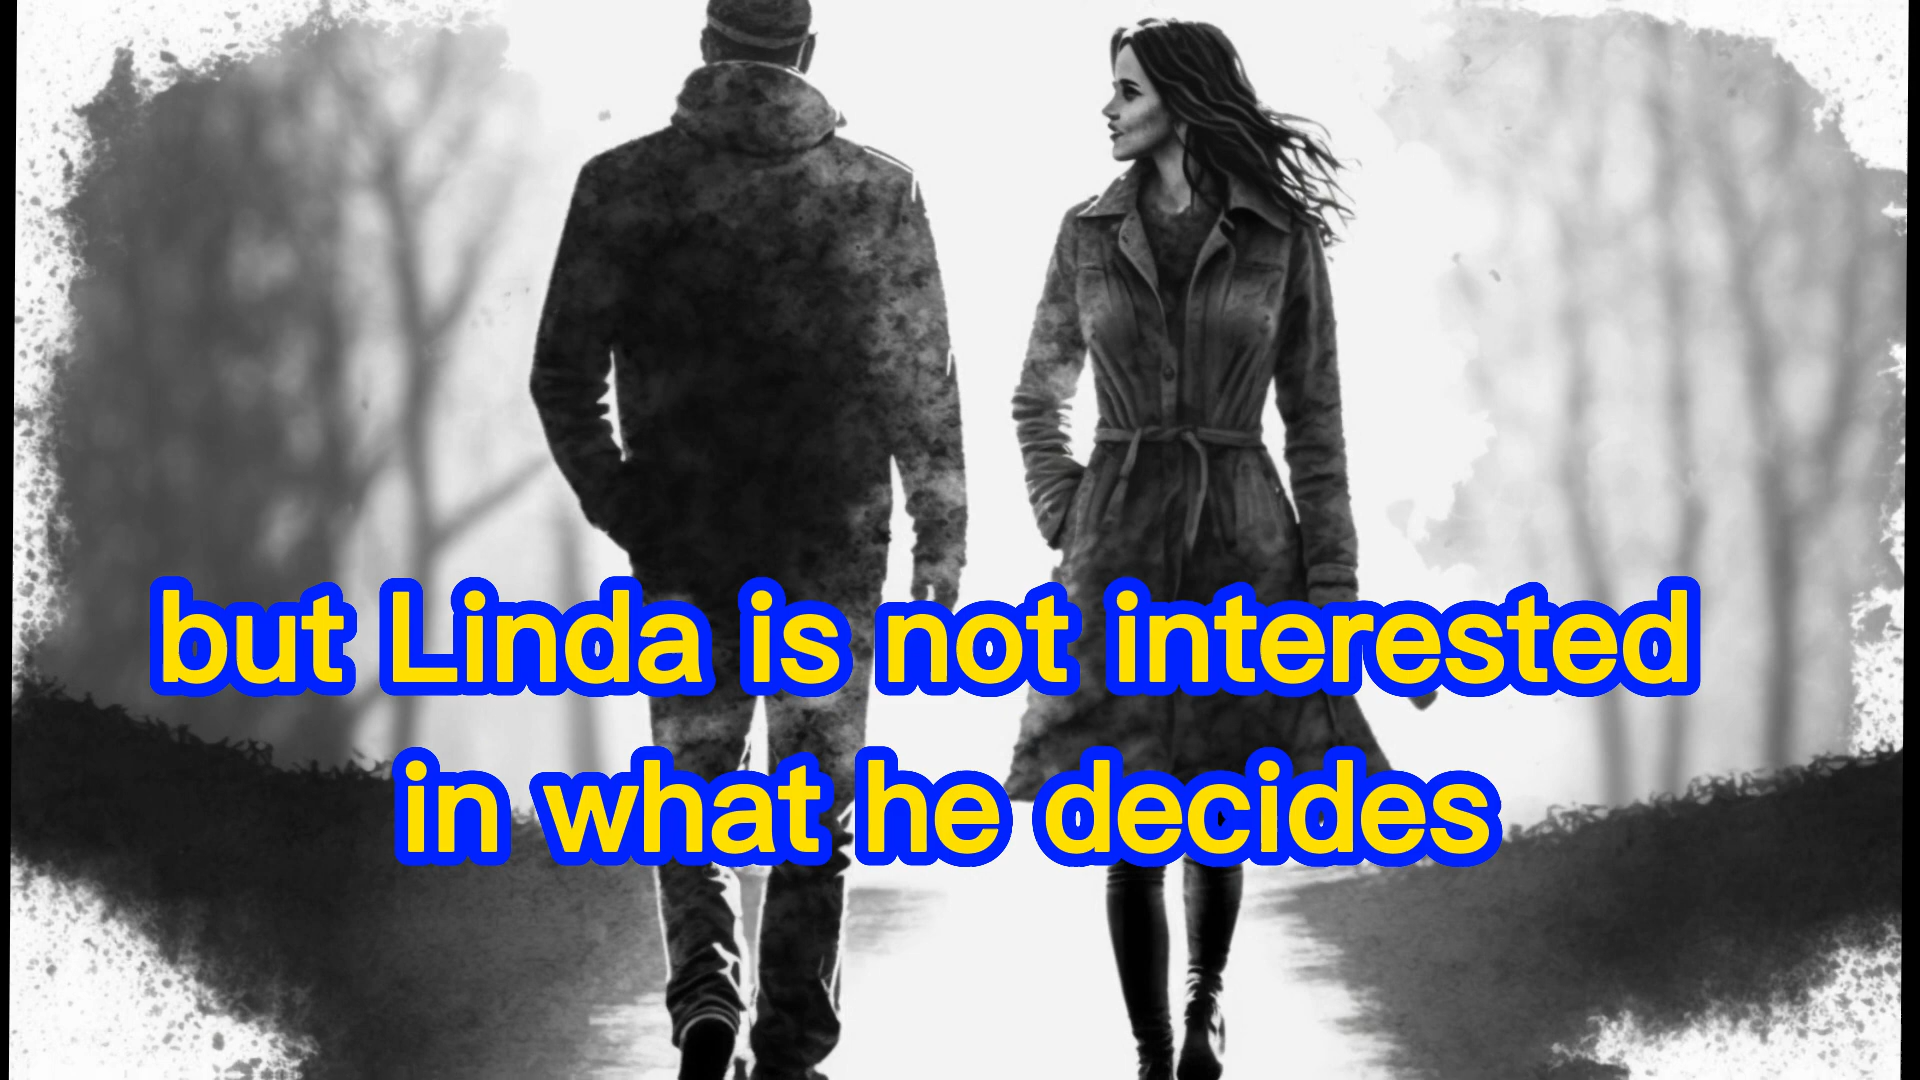 but Linda is not interested
in what he decides